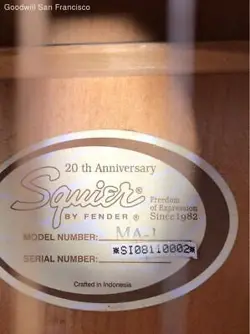 Goodwill San Francisco
20 th Anniversary
Squier®
BY FENDER ®
Freedom
of Expression
Since 1982
MODEL NUMBER: MA-1
*SI08110002*
SERIAL NUMBER:
Crafted in Indonesia